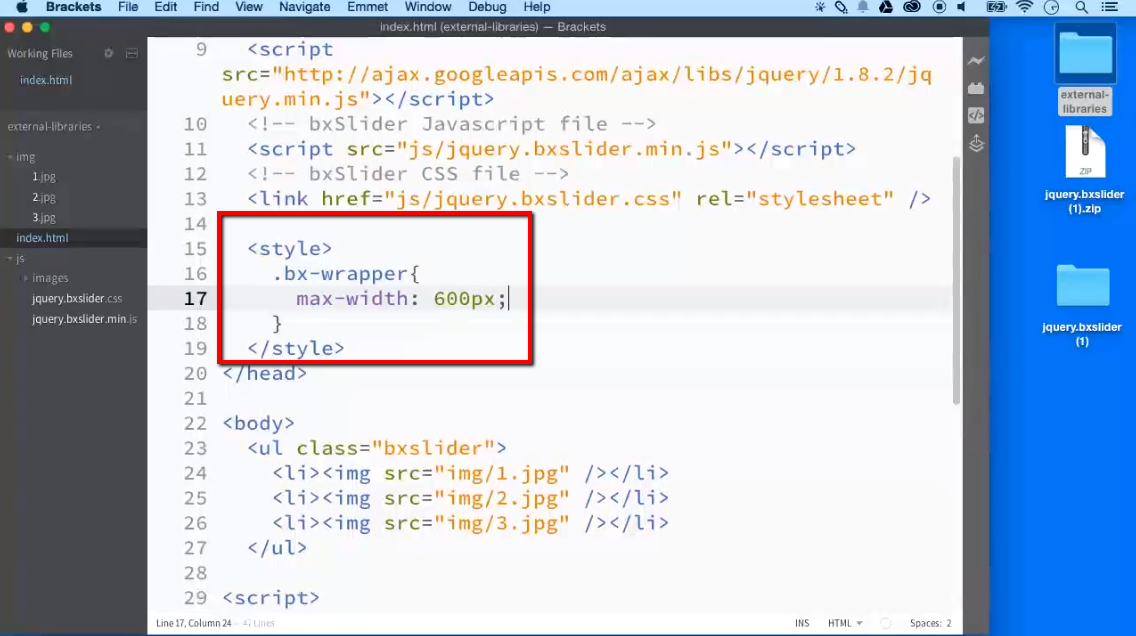 Brackets File Edit Find View Navigate Emmet Window Debug Help
index.html (external-libraries) — Brackets
Working Files
index.html
external-libraries
img
1.jpg
2.jpg
3.jpg
index.html
js
images
jquery.bxslider.css
jquery.bxslider.min.js
9 <script
src="http://ajax.googleapis.com/ajax/libs/jquery/1.8.2/jq
uery.min.js"></script>
10 <!-- bxSlider Javascript file -->
11 <script src="js/jquery.bxslider.min.js"></script>
12 <!-- bxSlider CSS file -->
13 <link href="js/jquery.bxslider.css" rel="stylesheet" />
14
15 <style>
16 .bx-wrapper{
17 max-width: 600px;
18 }
19 </style>
20 </head>
21
22 <body>
23 <ul class="bxslider">
24 <li><img src="img/1.jpg" /></li>
25 <li><img src="img/2.jpg" /></li>
26 <li><img src="img/3.jpg" /></li>
27 </ul>
28
29 <script>
Line 17, Column 24 — 47 Lines
INS HTML Spaces: 2
external-
libraries
ZIP
jquery.bxslider
(1).zip
jquery.bxslider
(1)